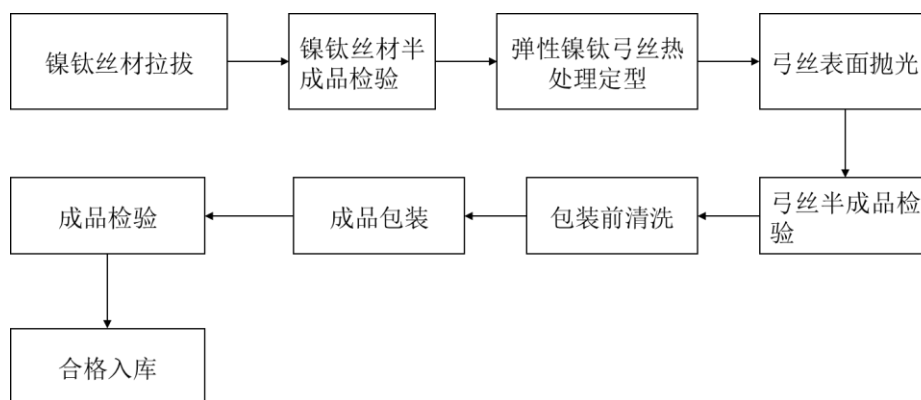 镍钛丝材拉拔
镍钛丝材半
成品检验
弹性镍钛弓丝热
处理定型
弓丝表面抛光
弓丝半成品检
验
包装前清洗
成品包装
成品检验
合格入库